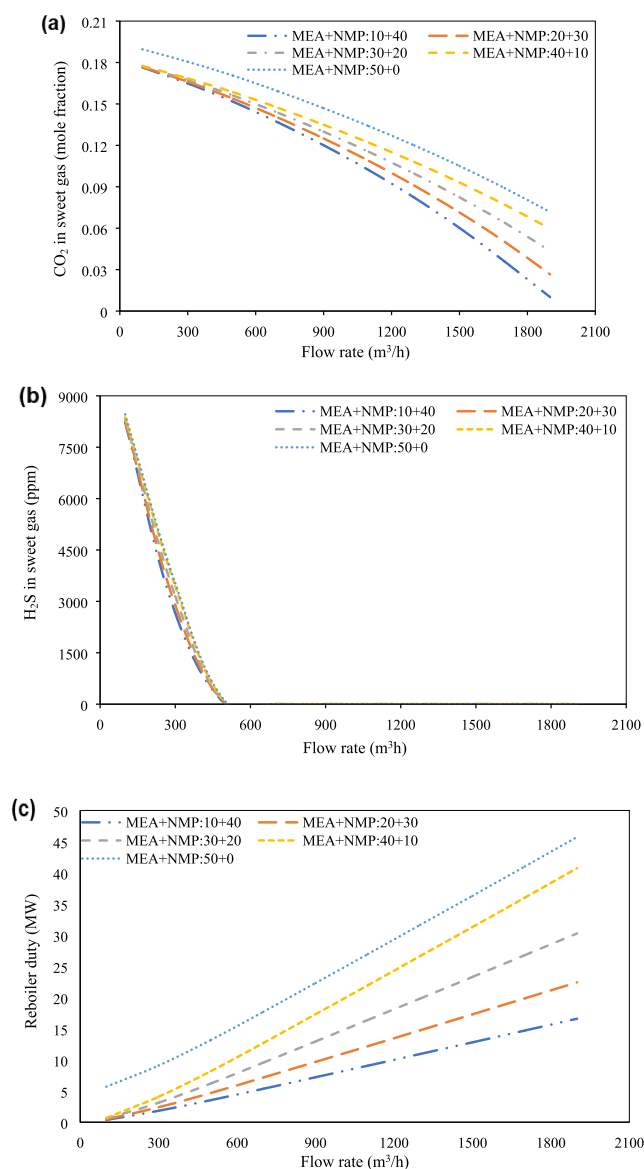 (a)
0.21
0.18
0.15
0.12
0.09
0.06
0.03
0
CO₂ in sweet gas (mole fraction)
MEA+NMP:10+40 MEA+NMP:20+30
MEA+NMP:30+20 MEA+NMP:40+10
MEA+NMP:50+0
0 300 600 900 1200 1500 1800 2100
Flow rate (m³/h)
(b)
9000
7500
6000
4500
3000
1500
0
H₂S in sweet gas (ppm)
MEA+NMP:10+40 MEA+NMP:20+30
MEA+NMP:30+20 MEA+NMP:40+10
MEA+NMP:50+0
0 300 600 900 1200 1500 1800 2100
Flow rate (m³h)
(c)
50
45
40
35
30
25
20
15
10
5
0
Reboiler duty (MW)
MEA+NMP:10+40 MEA+NMP:20+30
MEA+NMP:30+20 MEA+NMP:40+10
MEA+NMP:50+0
0 300 600 900 1200 1500 1800 2100
Flow rate (m³/h)